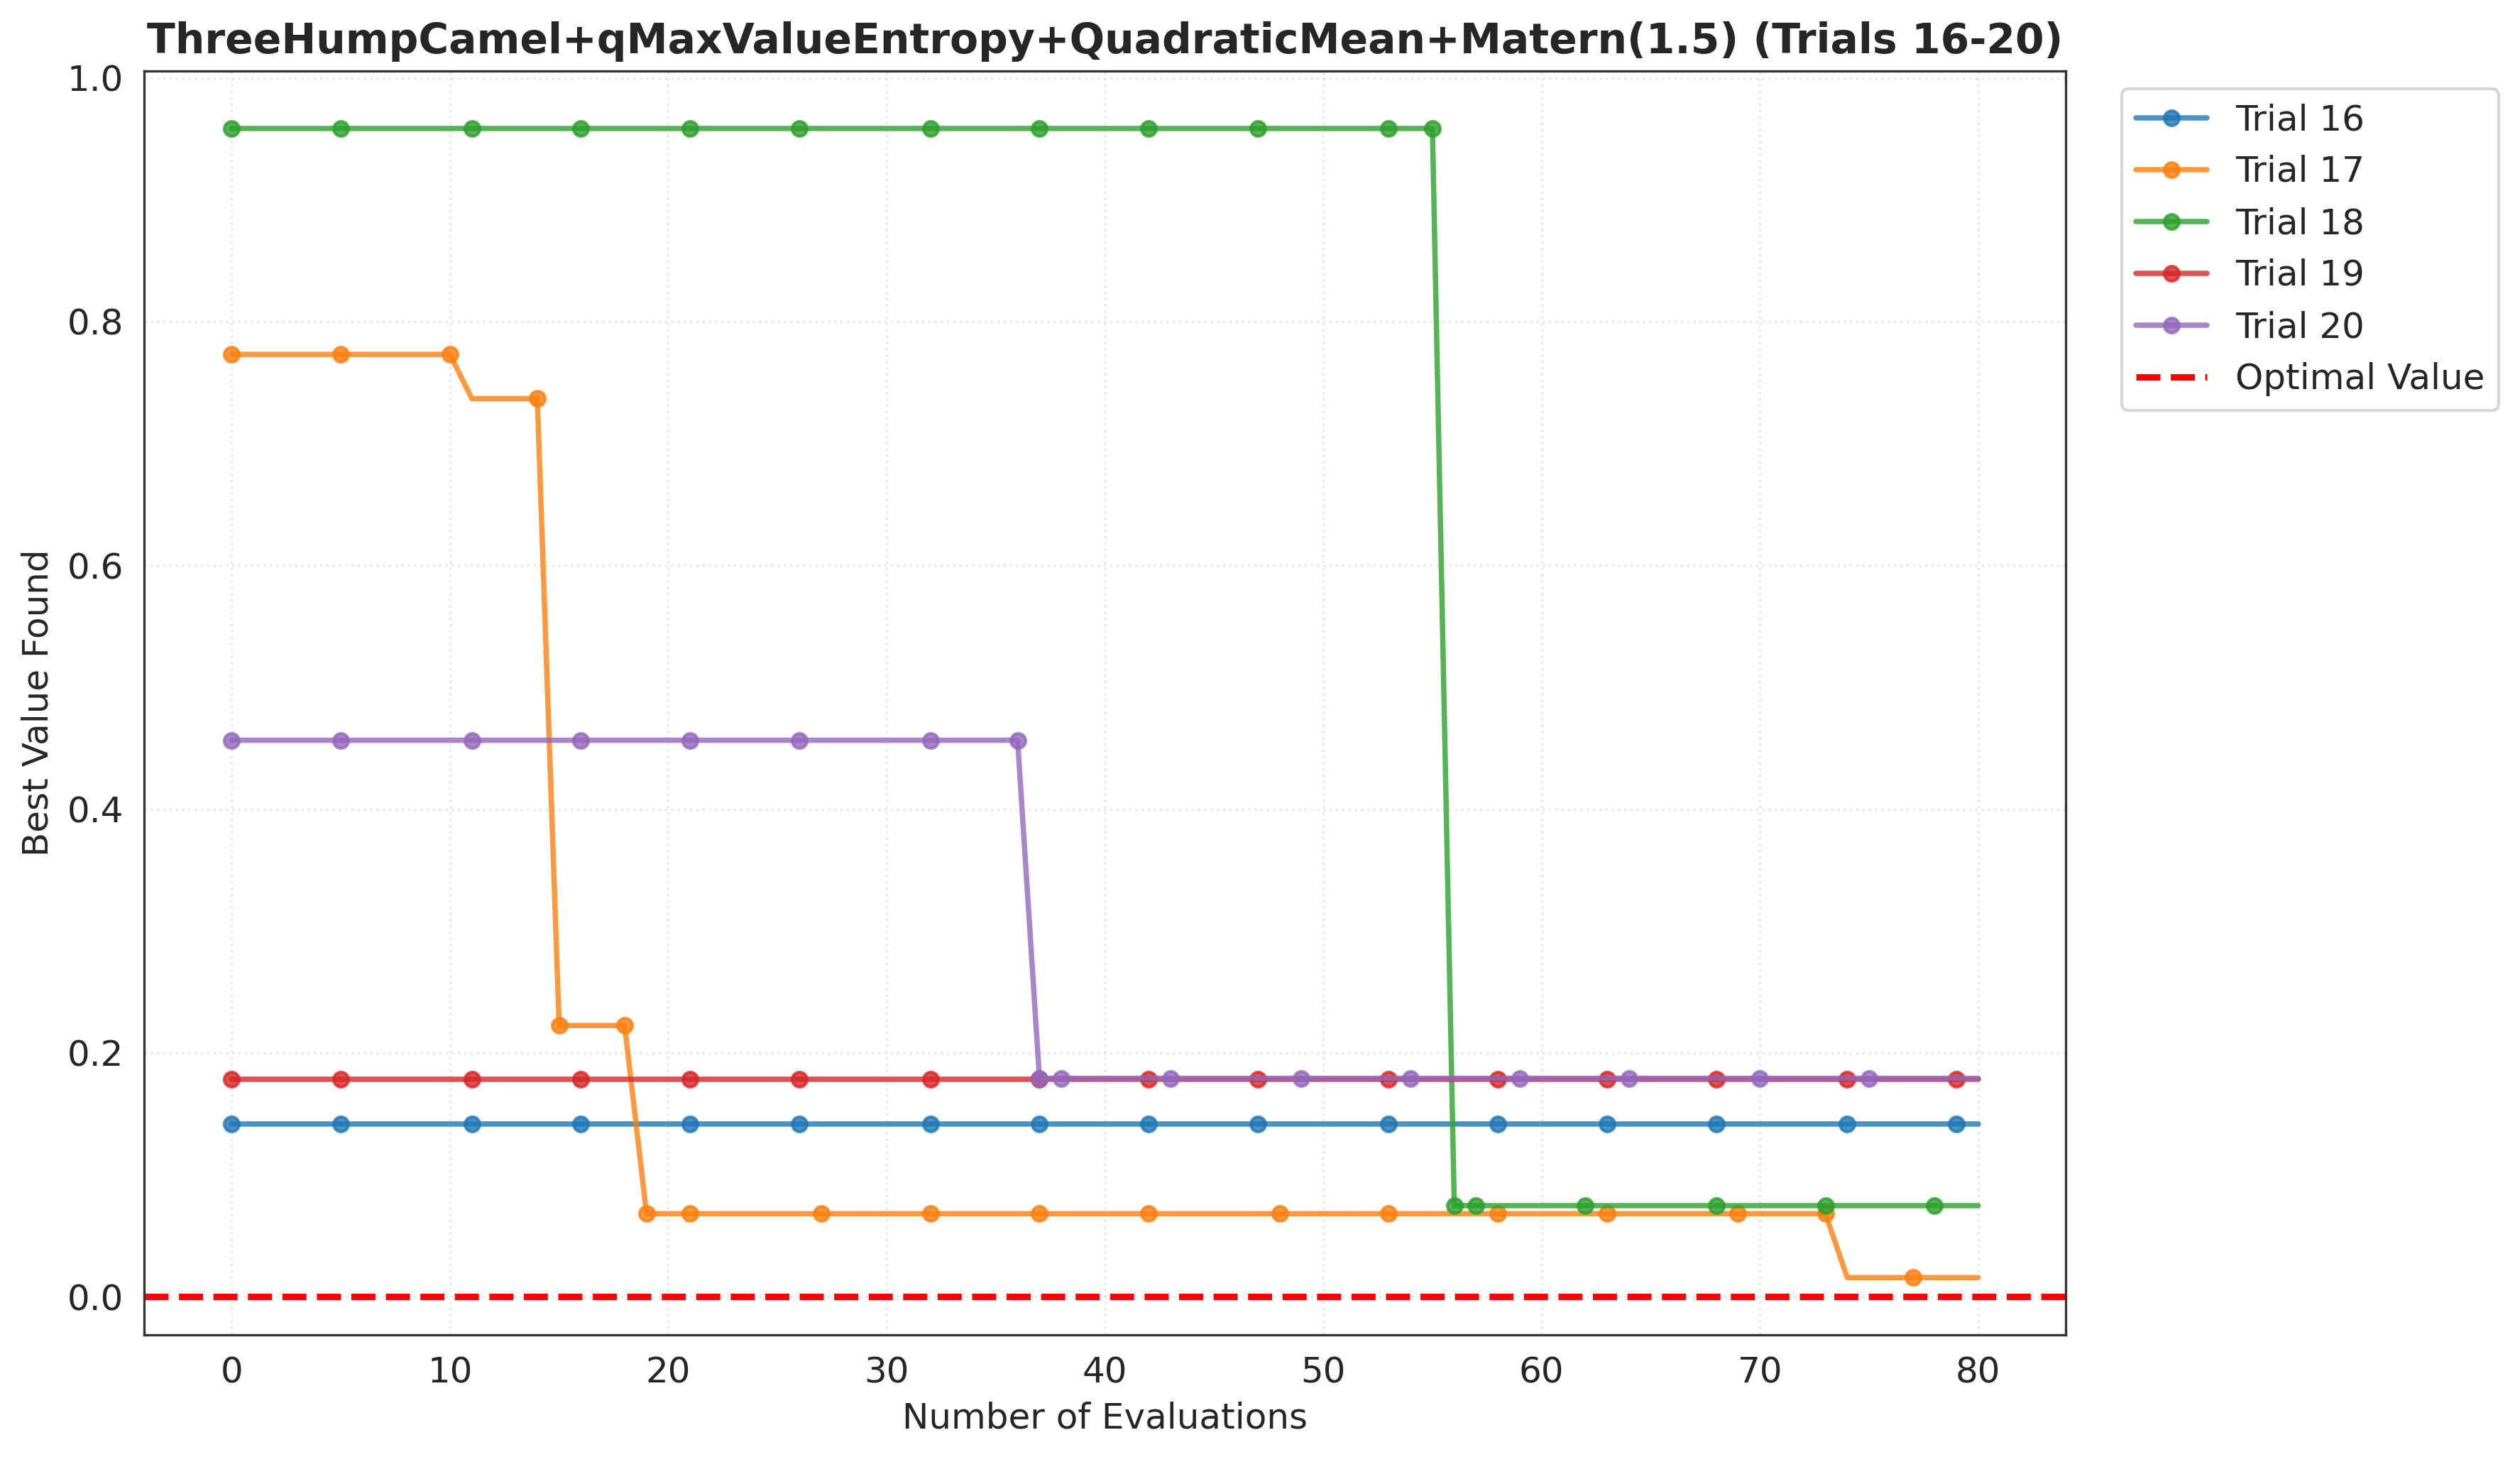 ThreeHumpCamel+qMaxValueEntropy+QuadraticMean+Matern(1.5) (Trials 16-20)
1.0
0.8
0.6
0.4
0.2
0.0
Best Value Found
0 10 20 30 40 50 60 70 80
Number of Evaluations
Trial 16
Trial 17
Trial 18
Trial 19
Trial 20
Optimal Value